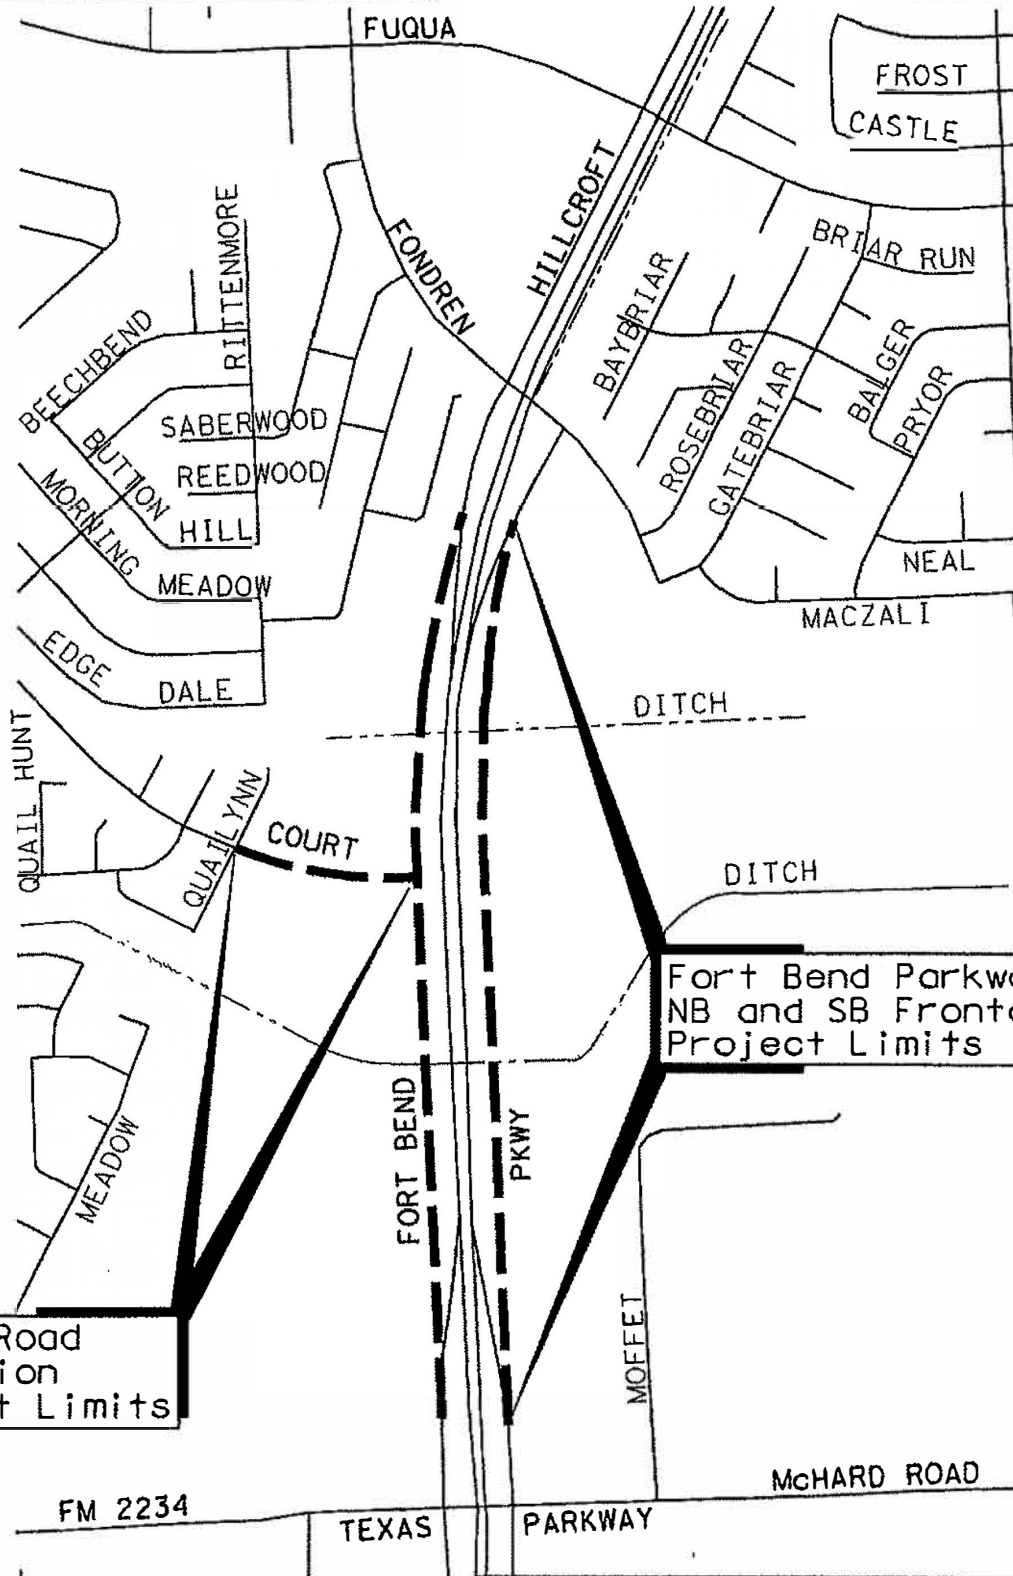 FUQUA
FROST
CASTLE
HILLCROFT
RITTENMORE
FONDREN
BRIAR RUN
BAYBRIAR
BEECHBEND
BALGER
ROSEBRIAR
GATEBRIAR
PRYOR
SABERWOOD
BUTTON
REEDWOOD
MORNING
HILL
NEAL
MEADOW
MACZALI
EDGE
DALE
DITCH
QUAIL HUNT
QUAILYNN
COURT
DITCH
Fort Bend Parkw
NB and SB Front
Project Limits
FORT BEND
PKWY
MEADOW
MOFFET
Road
ion
t Limits
McHARD ROAD
FM 2234
TEXAS PARKWAY